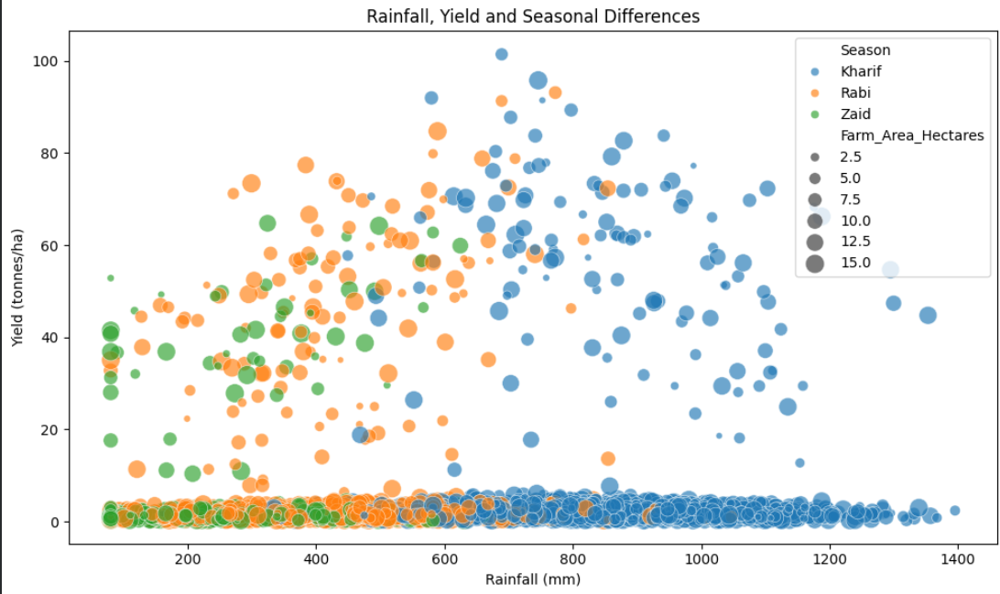 Rainfall, Yield and Seasonal Differences
Season
Kharif
Rabi
Zaid
Farm_Area_Hectares
2.5
5.0
7.5
10.0
12.5
15.0
Yield (tonnes/ha)
100
80
60
40
20
0
200 400 600 800 1000 1200 1400
Rainfall (mm)